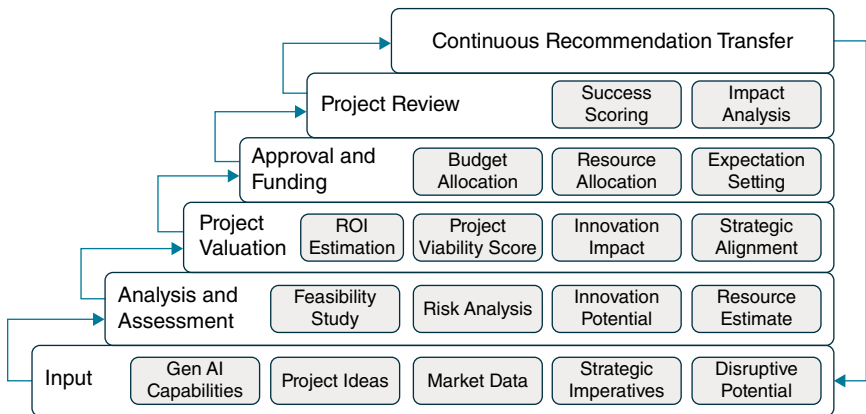 Continuous Recommendation Transfer
Project Review
Success
Scoring
Impact
Analysis
Approval and
Funding
Budget
Allocation
Resource
Allocation
Expectation
Setting
Project
Valuation
ROI
Estimation
Project
Viability Score
Innovation
Impact
Strategic
Alignment
Analysis and
Assessment
Feasibility
Study
Risk Analysis
Innovation
Potential
Resource
Estimate
Input
Gen AI
Capabilities
Project Ideas
Market Data
Strategic
Imperatives
Disruptive
Potential